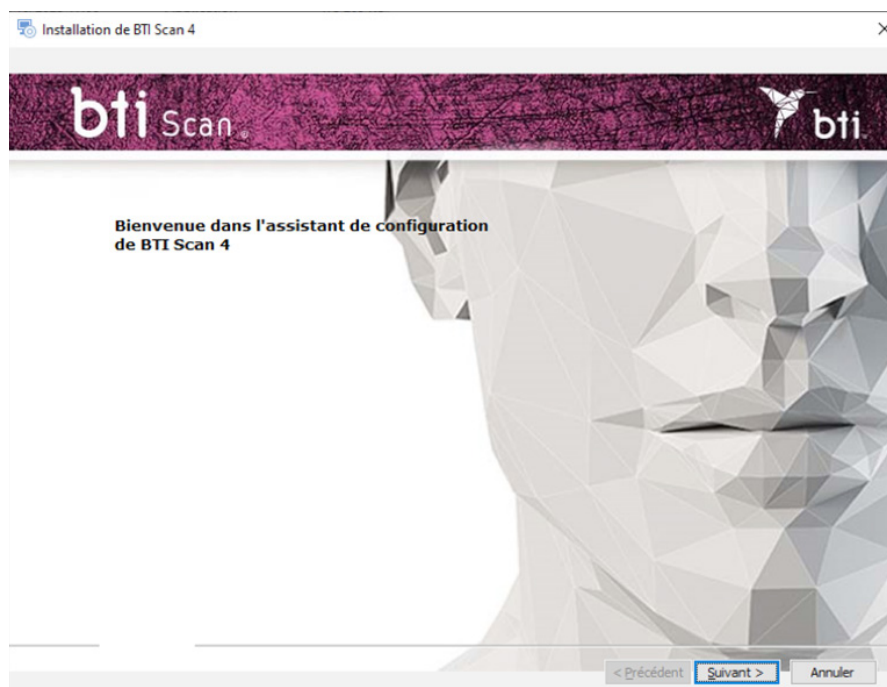 Installation de BTI Scan 4
bti Scan®
bti
Bienvenue dans l'assistant de configuration
de BTI Scan 4
< Précédent
Suivant >
Annuler